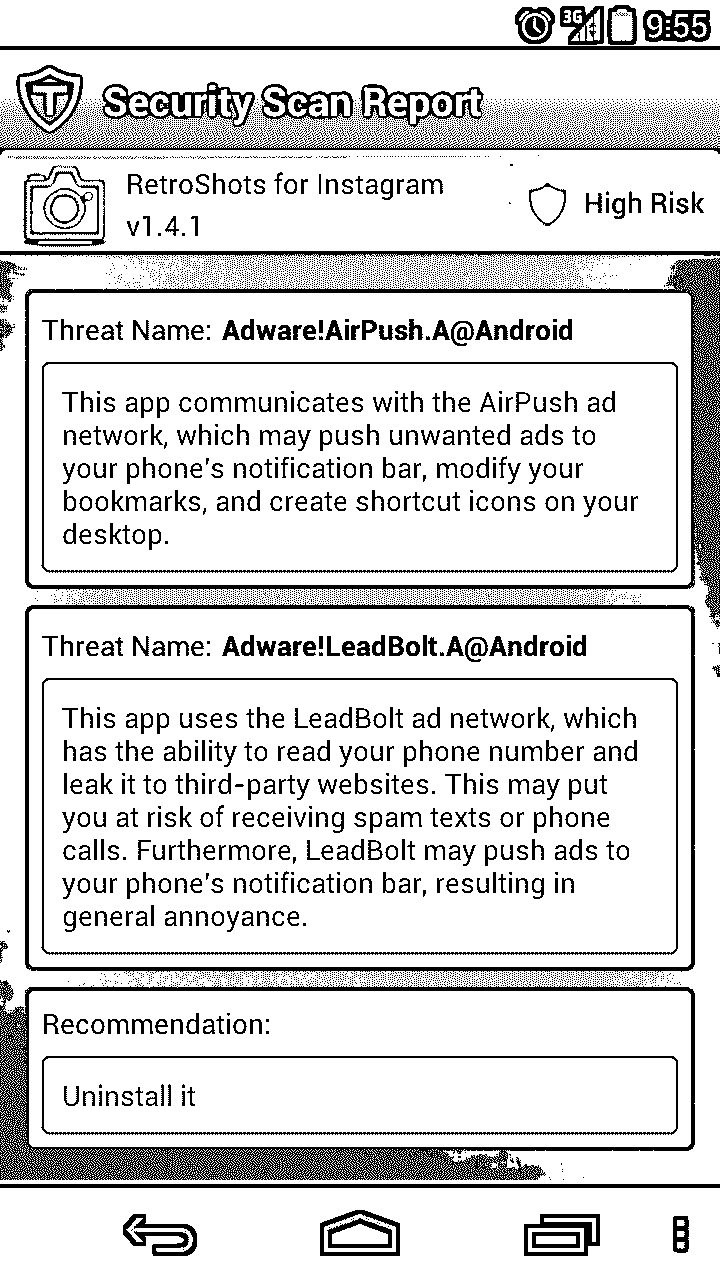 3G 9:55
Security Scan Report
RetroShots for Instagram
v1.4.1
High Risk
Threat Name: Adware!AirPush.A@Android
This app communicates with the AirPush ad
network, which may push unwanted ads to
your phone's notification bar, modify your
bookmarks, and create shortcut icons on your
desktop.
Threat Name: Adware!LeadBolt.A@Android
This app uses the LeadBolt ad network, which
has the ability to read your phone number and
leak it to third-party websites. This may put
you at risk of receiving spam texts or phone
calls. Furthermore, LeadBolt may push ads to
your phone's notification bar, resulting in
general annoyance.
Recommendation:
Uninstall it